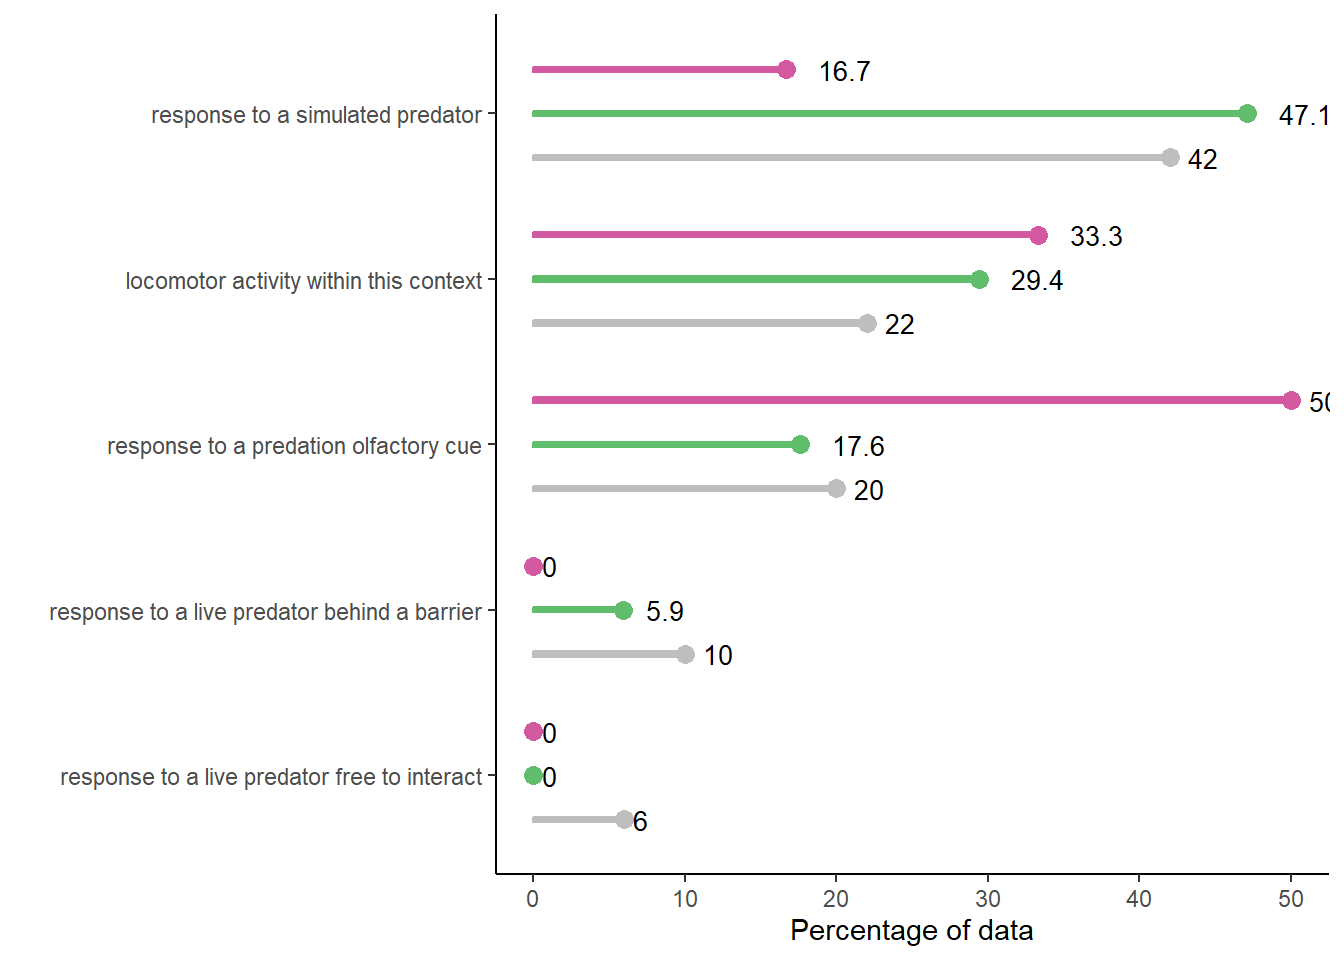 16.7
response to a simulated predator
47.1
42
33.3
locomotor activity within this context
29.4
22
50
response to a predation olfactory cue
17.6
20
0
response to a live predator behind a barrier
5.9
10
0
response to a live predator free to interact
0
6
0 10 20 30 40 50
Percentage of data